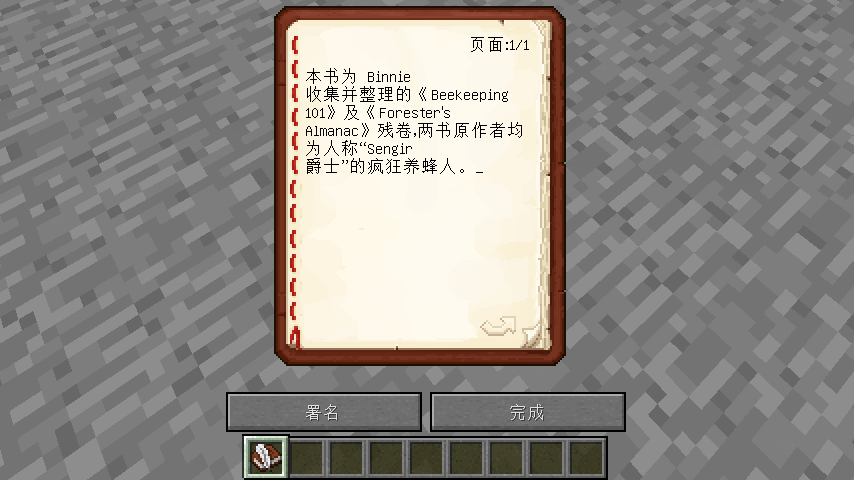 页面:1/1
本书为 Binnie
收集并整理的《Beekeeping
101》及《Forester's
Almanac》残卷,两书原作者均
为人称“Sengir
爵士”的疯狂养蜂人。_
署名
完成